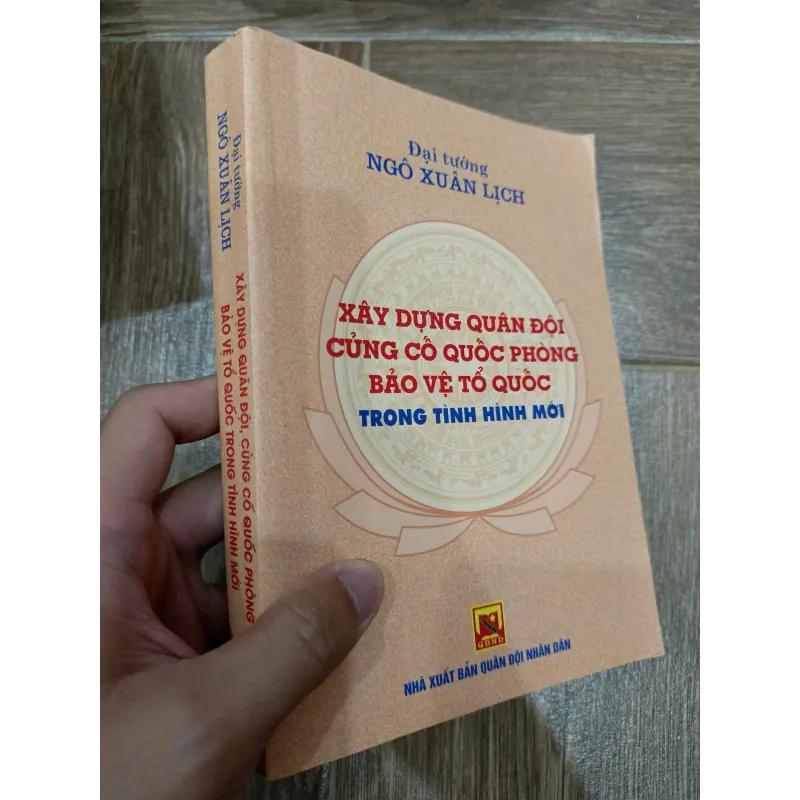 Đại tướng
NGÔ XUÂN LỊCH
XÂY DỰNG QUÂN ĐỘI
CỦNG CỐ QUỐC PHÒNG
BẢO VỆ TỔ QUỐC
TRONG TÌNH HÌNH MỚI
QĐND
NHÀ XUẤT BẢN QUÂN ĐỘI NHÂN DÂN
Đại tướng
NGÔ XUÂN LỊCH
XÂY DỰNG QUÂN ĐỘI, CỦNG CỐ QUỐC PHÒNG
BẢO VỆ TỔ QUỐC TRONG TÌNH HÌNH MỚI